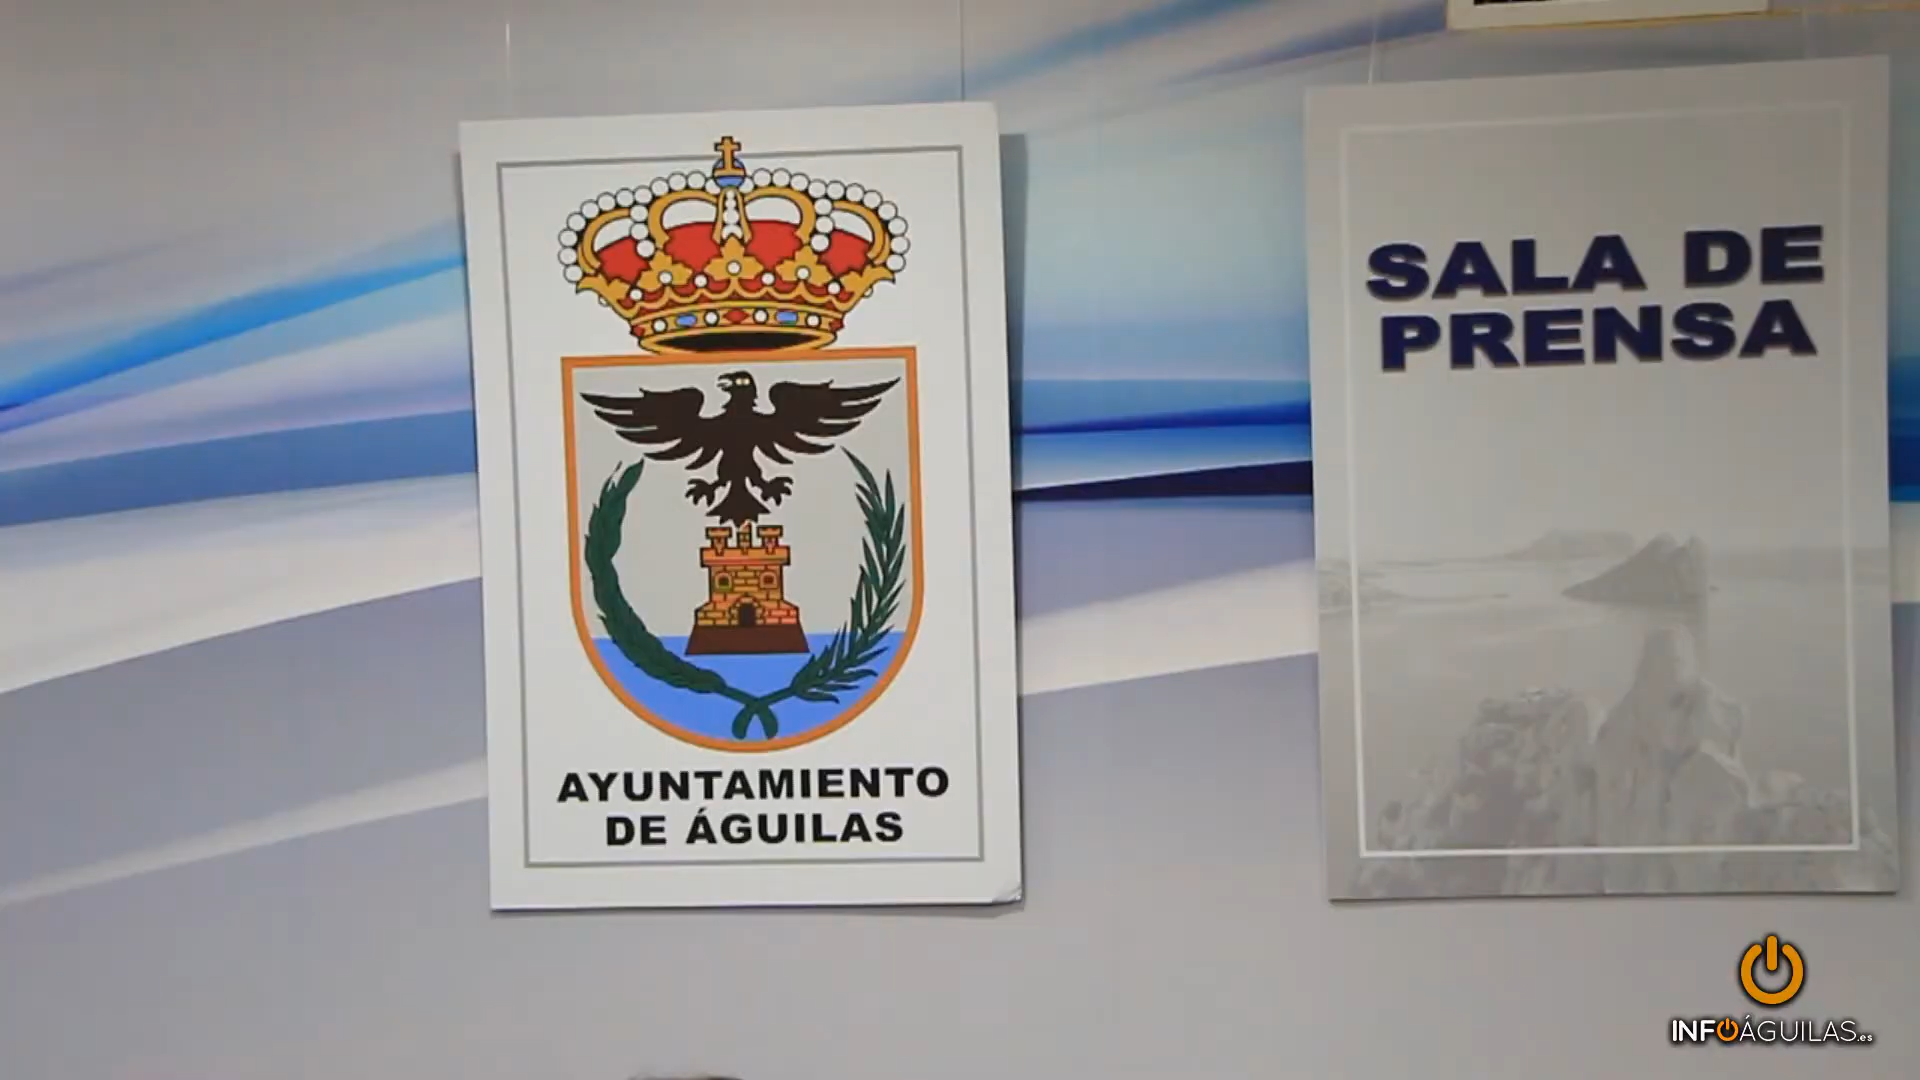 AYUNTAMIENTO
DE ÁGUILAS
SALA DE
PRENSA
INFOÁGUILAS.es